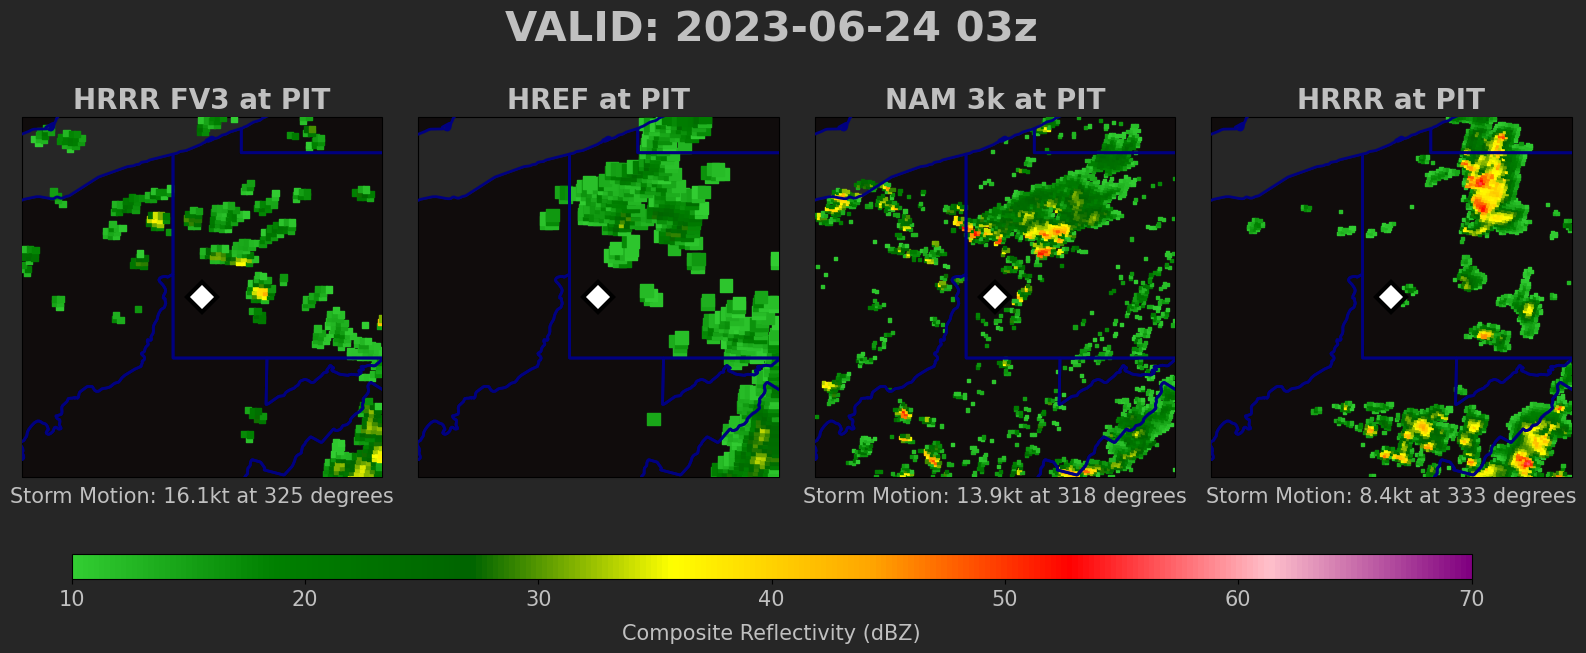 VALID: 2023-06-24 03z
HRRR FV3 at PIT
HREF at PIT
NAM 3k at PIT
HRRR at PIT
Storm Motion: 16.1kt at 325 degrees
Storm Motion: 13.9kt at 318 degrees
Storm Motion: 8.4kt at 333 degrees
10 20 30 40 50 60 70
Composite Reflectivity (dBZ)